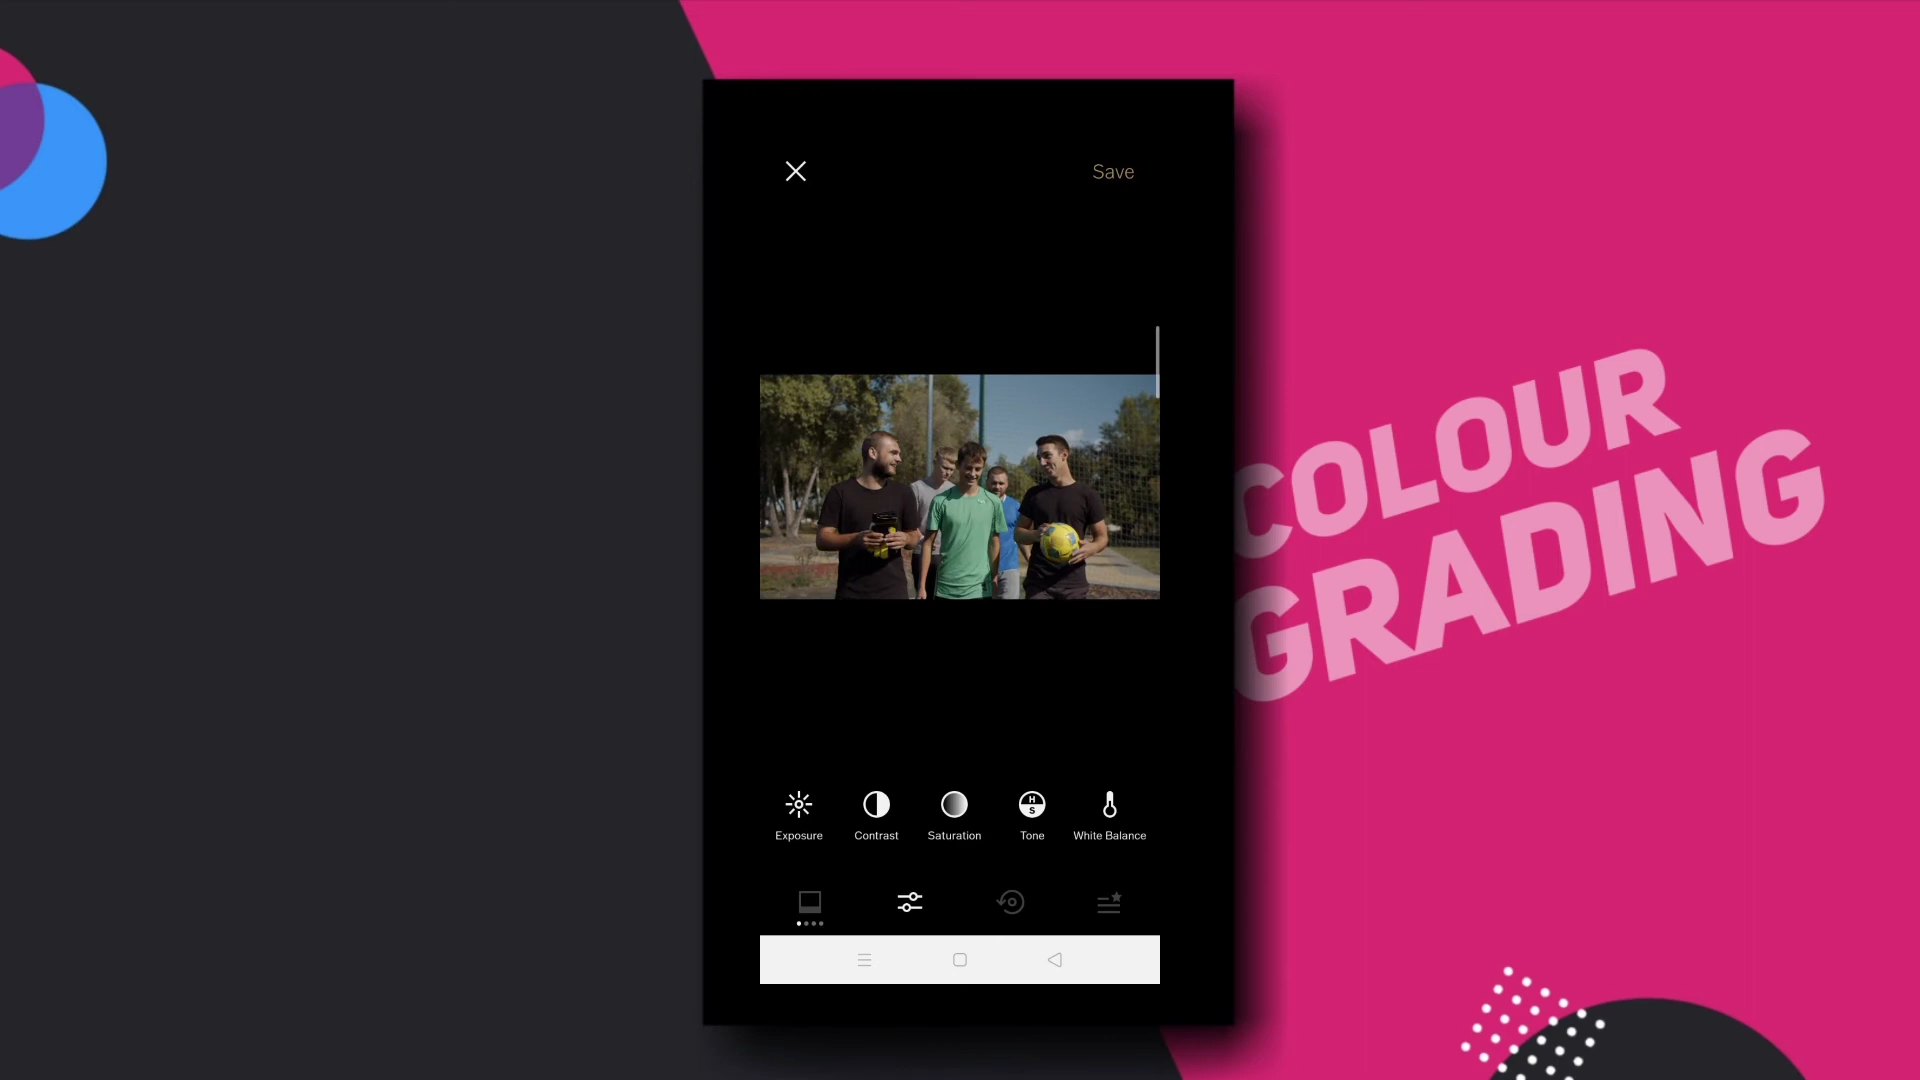 Save
COLOUR
GRADING
H
S
Exposure
Contrast
Saturation
Tone
White Balance